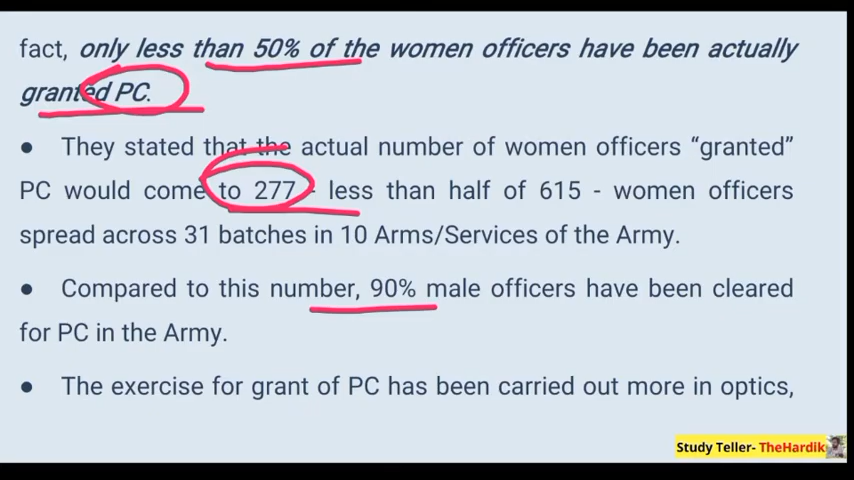 fact, only less than 50% of the women officers have been actually
granted PC.
● They stated that the actual number of women officers “granted”
PC would come to 277 - less than half of 615 - women officers
spread across 31 batches in 10 Arms/Services of the Army.
● Compared to this number, 90% male officers have been cleared
for PC in the Army.
● The exercise for grant of PC has been carried out more in optics,
Study Teller- TheHardik